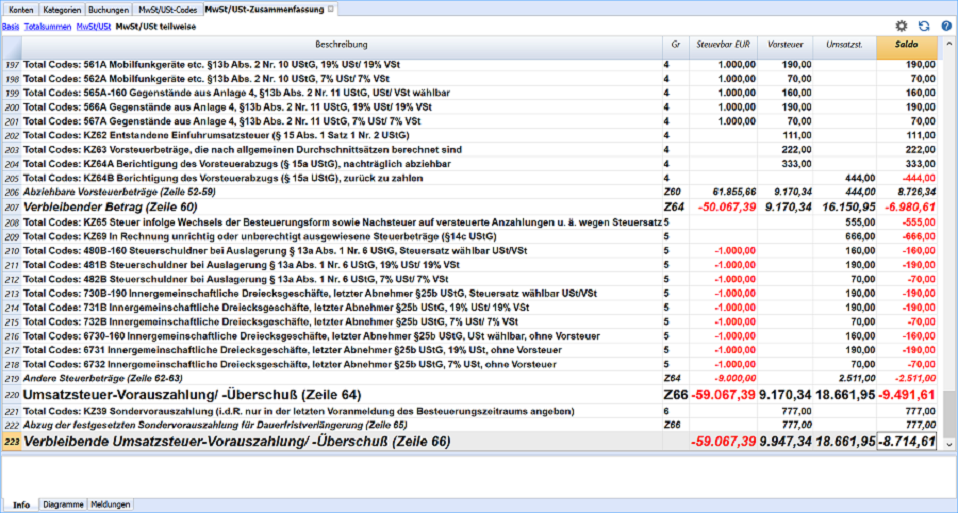 Konten Kategorien Buchungen MwSt/USt-Codes MwSt/USt-Zusammenfassung
Basis Totalsummen MwSt/USt MwSt/USt teilweise
Beschreibung Gr Steuerbar EUR Vorsteuer Umsatzst. Saldo
197 Total Codes: 561A Mobilfunkgeräte etc. §13b Abs. 2 Nr. 10 UStG, 19% USt/ 19% VSt 4 1.000,00 190,00 190,00
198 Total Codes: 562A Mobilfunkgeräte etc. §13b Abs. 2 Nr. 10 UStG, 7% USt/ 7% VSt 4 1.000,00 70,00 70,00
199 Total Codes: 565A-160 Gegenstände aus Anlage 4, §13b Abs. 2 Nr. 11 UStG, USt/ VSt wählbar 4 1.000,00 160,00 160,00
200 Total Codes: 566A Gegenstände aus Anlage 4, §13b Abs. 2 Nr. 11 UStG, 19% USt/ 19% VSt 4 1.000,00 190,00 190,00
201 Total Codes: 567A Gegenstände aus Anlage 4, §13b Abs. 2 Nr. 11 UStG, 7% USt/ 7% VSt 4 1.000,00 70,00 70,00
202 Total Codes: KZ62 Entstandene Einfuhrumsatzsteuer (§ 15 Abs. 1 Satz 1 Nr. 2 UStG) 4 111,00 111,00
203 Total Codes: KZ63 Vorsteuerbeträge, die nach allgemeinen Durchschnittsätzen berechnet sind 4 222,00 222,00
204 Total Codes: KZ64A Berichtigung des Vorsteuerabzugs (§ 15a UStG), nachträglich abziehbar 4 333,00 333,00
205 Total Codes: KZ64B Berichtigung des Vorsteuerabzugs (§ 15a UStG), zurück zu zahlen 4 444,00 -444,00
206 Abziehbare Vorsteuerbeträge (Zeile 52-59) Z60 61.855,66 9.170,34 444,00 8.726,34
207 Verbleibender Betrag (Zeile 60) Z64 -50.067,39 9.170,34 16.150,95 -6.980,61
208 Total Codes: KZ65 Steuer infolge Wechsels der Besteuerungsform sowie Nachsteuer auf versteuerte Anzahlungen u. ä. wegen Steuersatz 5 555,00 -555,00
209 Total Codes: KZ69 In Rechnung unrichtig oder unberechtigt ausgewiesene Steuerbeträge (§14c UStG) 5 666,00 -666,00
210 Total Codes: 480B-160 Steuerschuldner bei Auslagerung § 13a Abs. 1 Nr. 6 UStG, Steuersatz wählbar USt/VSt 5 -1.000,00 160,00 -160,00
211 Total Codes: 481B Steuerschuldner bei Auslagerung § 13a Abs. 1 Nr. 6 UStG, 19% USt/ 19% VSt 5 -1.000,00 190,00 -190,00
212 Total Codes: 482B Steuerschuldner bei Auslagerung § 13a Abs. 1 Nr. 6 UStG, 7% USt/ 7% VSt 5 -1.000,00 70,00 -70,00
213 Total Codes: 730B-190 Innergemeinschaftliche Dreiecksgeschäfte, letzter Abnehmer §25b UStG, Steuersatz wählbar USt/VSt 5 -1.000,00 190,00 -190,00
214 Total Codes: 731B Innergemeinschaftliche Dreiecksgeschäfte, letzter Abnehmer §25b UStG, 19% USt/ 19% VSt 5 -1.000,00 190,00 -190,00
215 Total Codes: 732B Innergemeinschaftliche Dreiecksgeschäfte, letzter Abnehmer §25b UStG, 7% USt/ 7% VSt 5 -1.000,00 70,00 -70,00
216 Total Codes: 6730-160 Innergemeinschaftliche Dreiecksgeschäfte, letzter Abnehmer §25b UStG, USt wählbar, ohne Vorsteuer 5 -1.000,00 160,00 -160,00
217 Total Codes: 6731 Innergemeinschaftliche Dreiecksgeschäfte, letzter Abnehmer §25b UStG, 19% USt, ohne Vorsteuer 5 -1.000,00 190,00 -190,00
218 Total Codes: 6732 Innergemeinschaftliche Dreiecksgeschäfte, letzter Abnehmer §25b UStG, 7% USt, ohne Vorsteuer 5 -1.000,00 70,00 -70,00
219 Andere Steuerbeträge (Zeile 62-63) Z64 -9.000,00 2.511,00 -2.511,00
220 Umsatzsteuer-Vorauszahlung/ -Überschuß (Zeile 64) Z66 -59.067,39 9.170,34 18.661,95 -9.491,61
221 Total Codes: KZ39 Sondervorauszahlung (i.d.R. nur in der letzten Voranmeldung des Besteuerungszeitraums angeben) 6 777,00 777,00
222 Abzug der festgesetzten Sondervorauszahlung für Dauerfristverlängerung (Zeile 65) Z66 777,00 777,00
223 Verbleibende Umsatzsteuer-Vorauszahlung/ -Überschuß (Zeile 66) -59.067,39 9.947,34 18.661,95 -8.714,61
Info Diagramme Meldungen